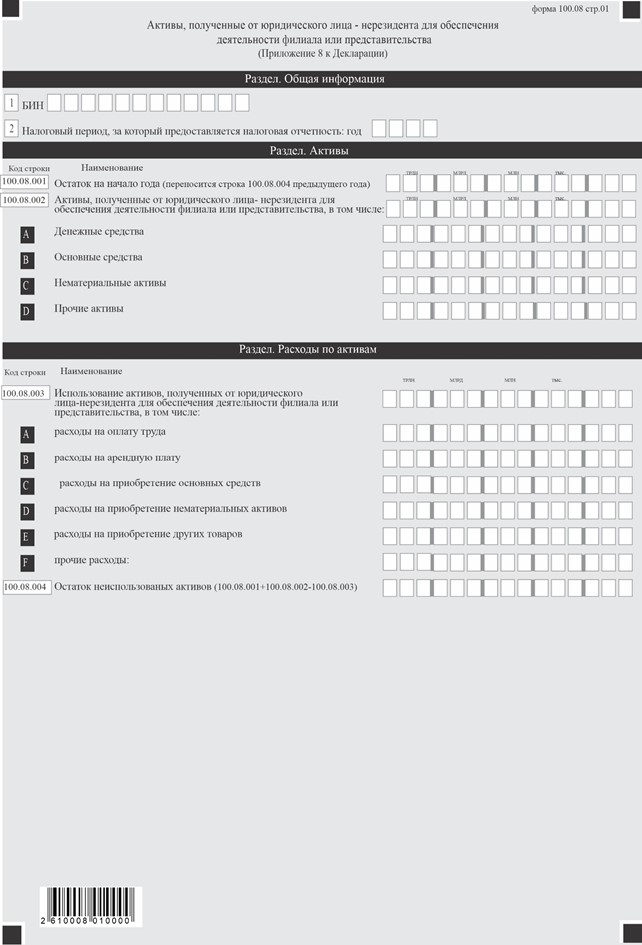 форма 100.08 стр.01
Активы, полученные от юридического лица - нерезидента для обеспечения
деятельности филиала или представительства
(Приложение 8 к Декларации)
Раздел. Общая информация
1 БИН
2 Налоговый период, за который предоставляется налоговая отчетность: год
Раздел. Активы
Код строки Наименование
трлн млрд млн тыс.
100.08.001 Остаток на начало года (переносится строка 100.08.004 предыдущего года)
трлн млрд млн тыс.
100.08.002 Активы, полученные от юридического лица- нерезидента для
обеспечения деятельности филиала или представительства, в том числе:
A Денежные средства
B Основные средства
C Нематериальные активы
D Прочие активы
Раздел. Расходы по активам
Код строки Наименование
трлн млрд млн тыс.
100.08.003 Использование активов, полученных от юридического
лица-нерезидента для обеспечения деятельности филиала или
представительства, в том числе:
A расходы на оплату труда
B расходы на арендную плату
C расходы на приобретение основных средств
D расходы на приобретение нематериальных активов
E расходы на приобретение других товаров
F прочие расходы:
100.08.004 Остаток неиспользованых активов (100.08.001+100.08.002-100.08.003)
2 610008 010000